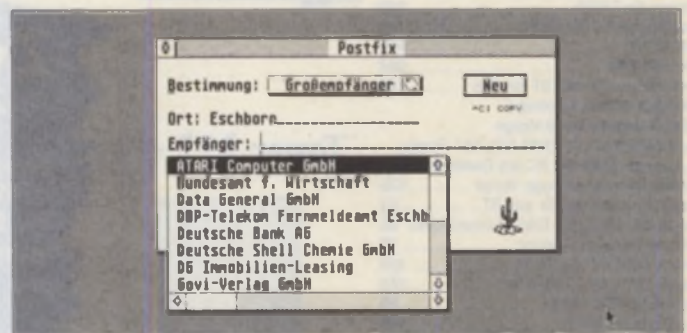 Postfix
Bestimmung: Großempfänger
Neu
Ort: Eschborn
Empfänger:
ATARI Computer GmbH
Bundesamt f. Wirtschaft
Data General GmbH
DBP-Telekom Fernmeldeamt Eschb
Deutsche Bank AG
Deutsche Shell Chemie GmbH
DG Immobilien-Leasing
Govi-Verlag GmbH